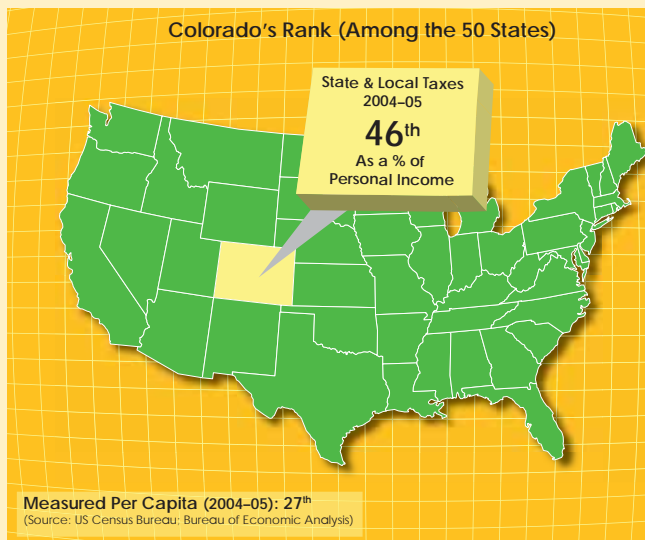 Colorado's Rank (Among the 50 States)
State & Local Taxes
2004–05
46th
As a % of
Personal Income
Measured Per Capita (2004–05): 27th
(Source: US Census Bureau; Bureau of Economic Analysis)